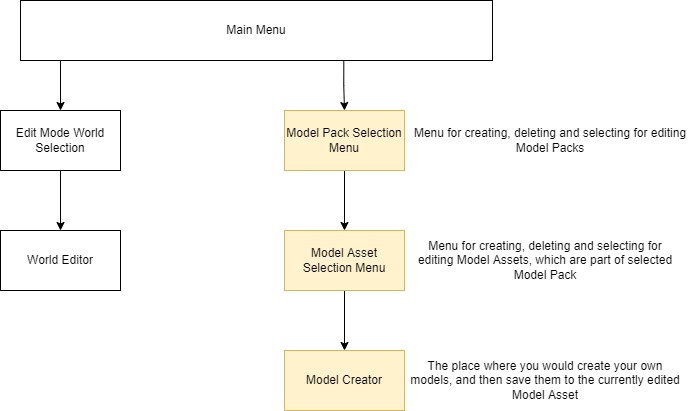 Main Menu
Edit Mode World
Selection
Model Pack Selection
Menu
Menu for creating, deleting and selecting for editing
Model Packs
World Editor
Model Asset
Selection Menu
Menu for creating, deleting and selecting for
editing Model Assets, which are part of selected
Model Pack
Model Creator
The place where you would create your own
models, and then save them to the currently edited
Model Asset